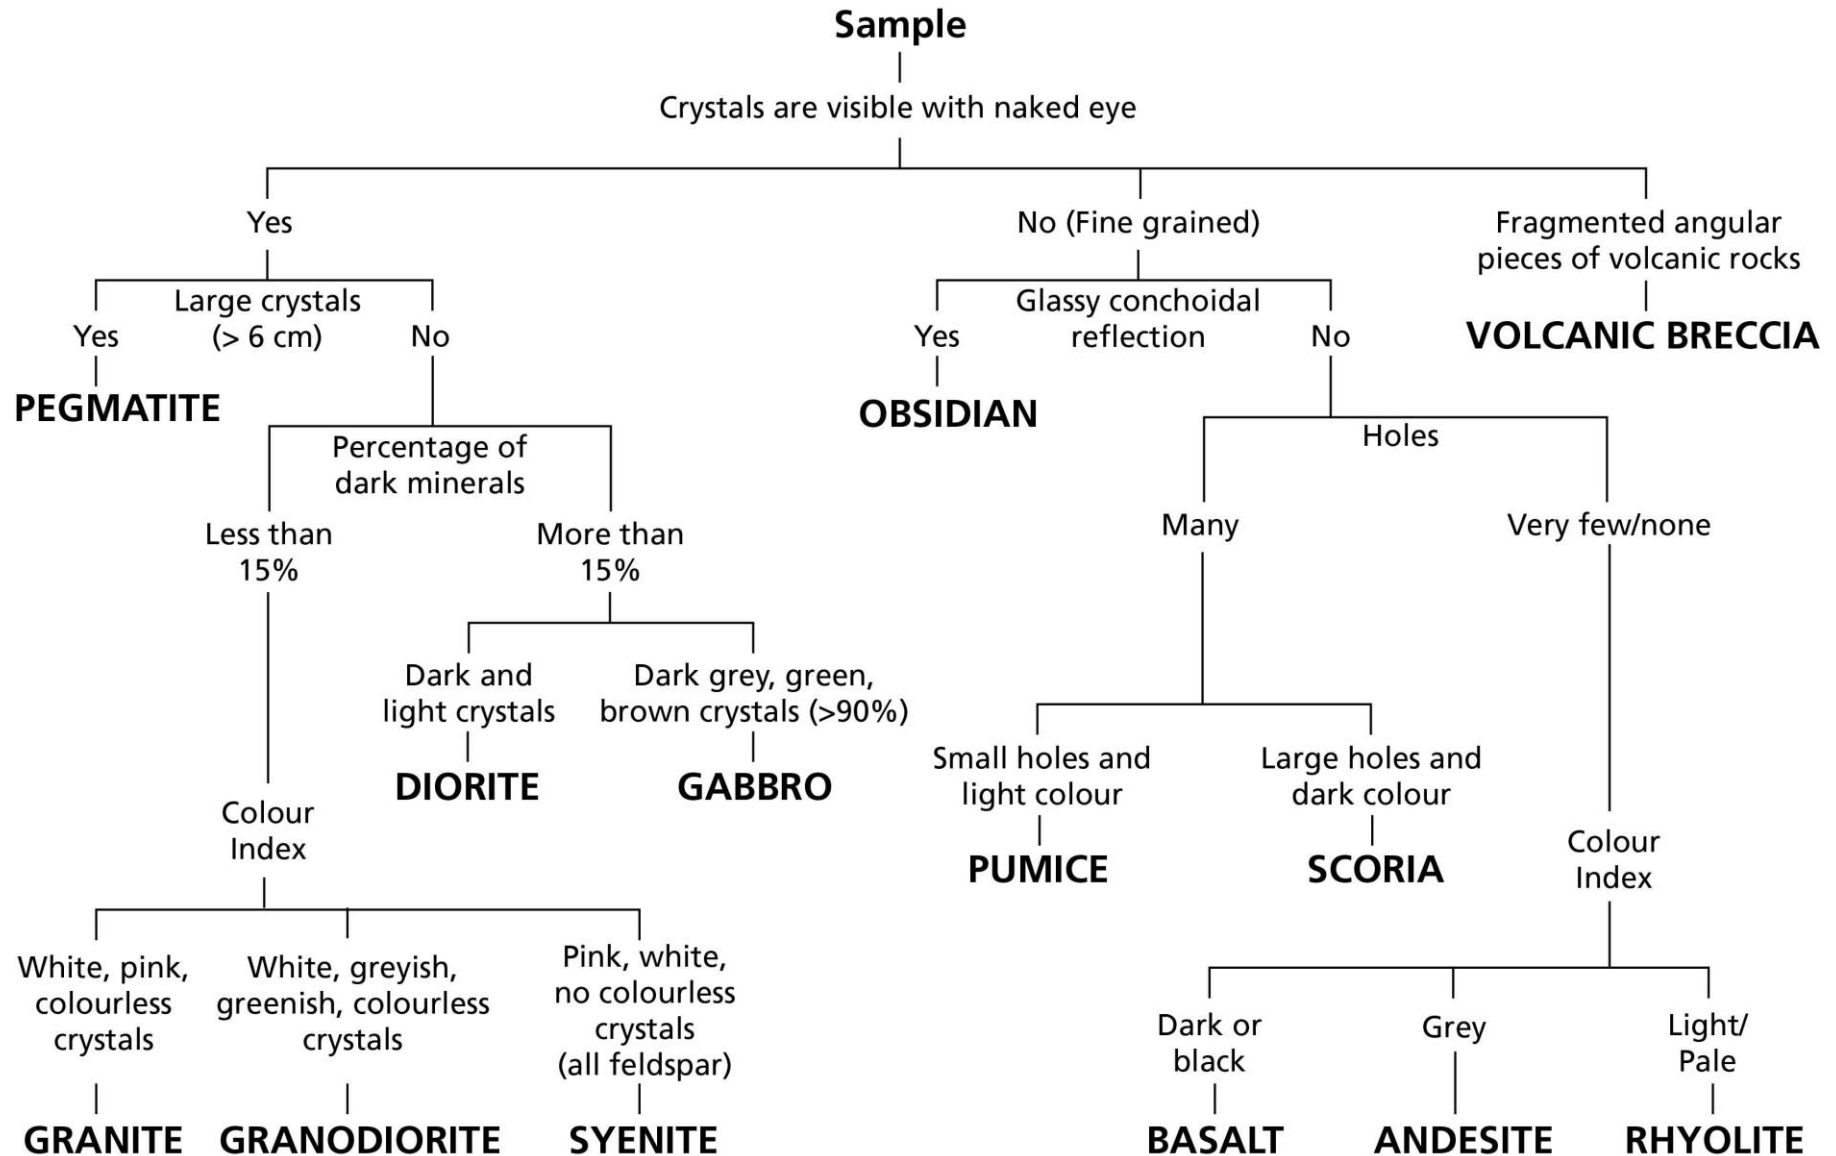 Sample
Crystals are visible with naked eye
Yes
No (Fine grained)
Fragmented angular
pieces of volcanic rocks
Large crystals
(> 6 cm)
Yes
No
Glassy conchoidal
reflection
Yes
No
VOLCANIC BRECCIA
PEGMATITE
OBSIDIAN
Percentage of
dark minerals
Holes
Less than
15%
More than
15%
Many
Very few/none
Dark and
light crystals
Dark grey, green,
brown crystals (>90%)
DIORITE
GABBRO
Small holes and
light colour
Large holes and
dark colour
Colour
Index
PUMICE
SCORIA
Colour
Index
White, pink,
colourless
crystals
White, greyish,
greenish, colourless
crystals
Pink, white,
no colourless
crystals
(all feldspar)
Dark or
black
Grey
Light/
Pale
GRANITE
GRANODIORITE
SYENITE
BASALT
ANDESITE
RHYOLITE